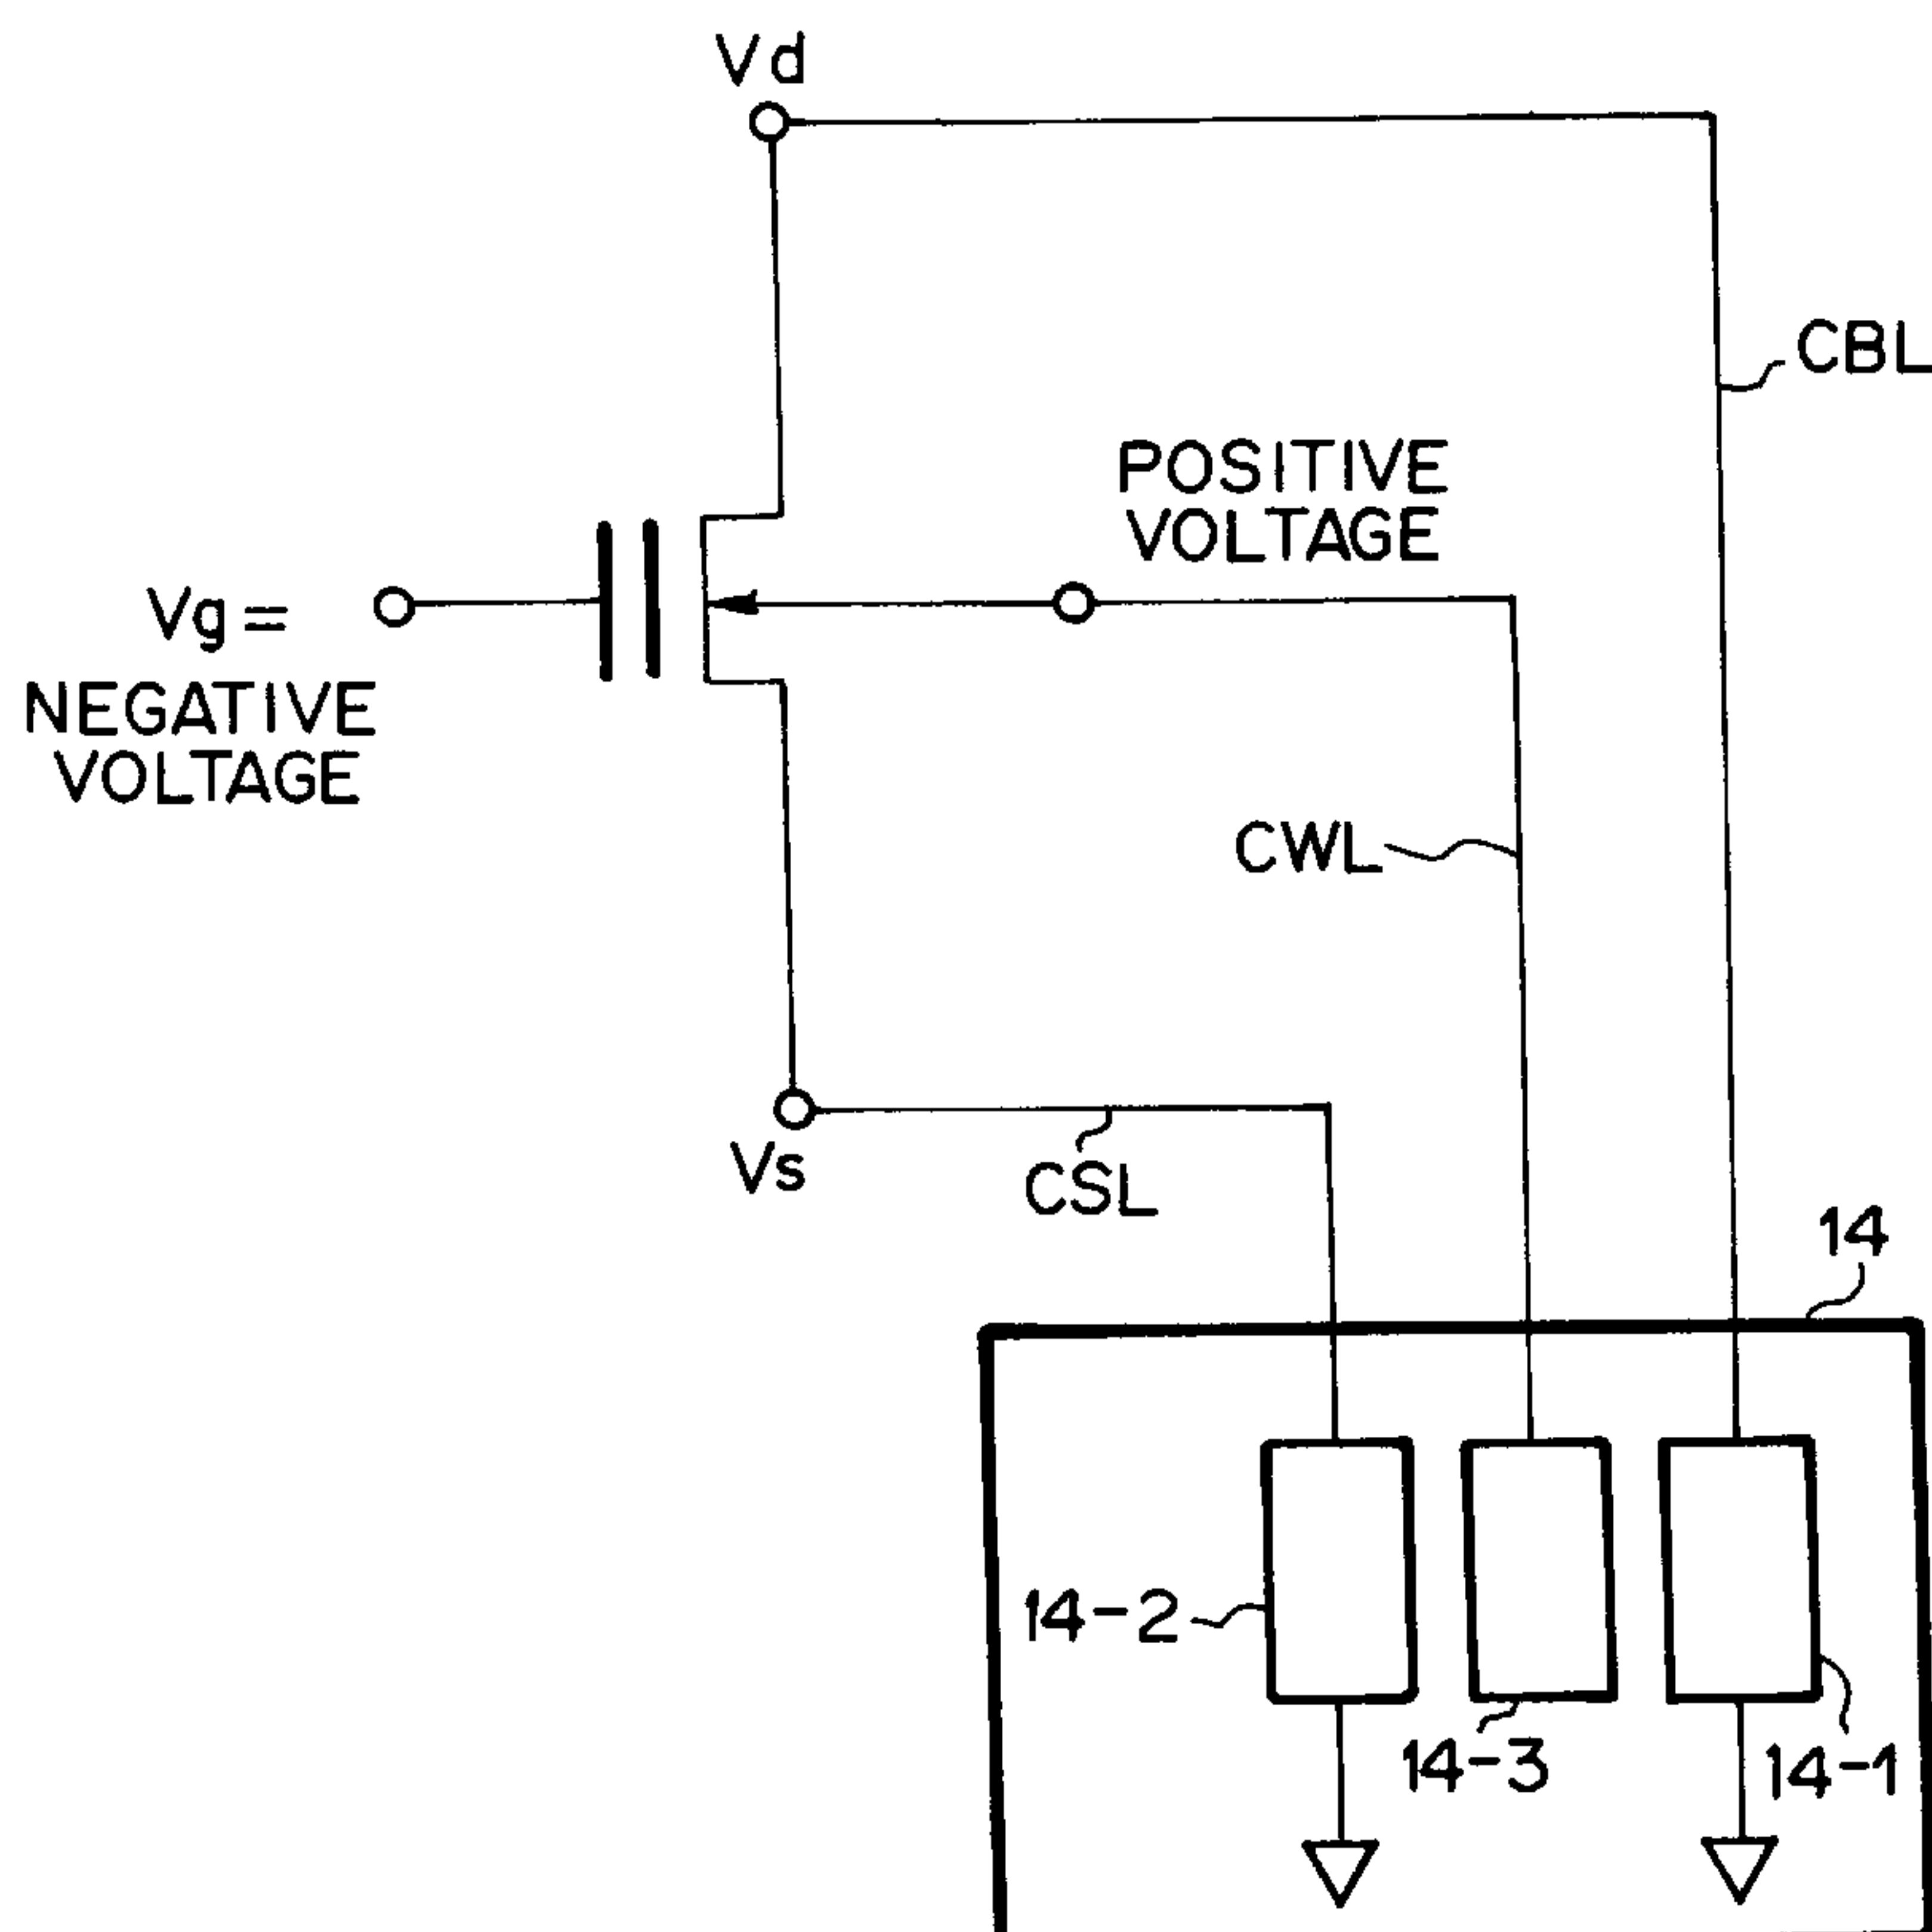 Vd
CBL
POSITIVE
VOLTAGE
Vg=
NEGATIVE
VOLTAGE
CWL
Vs
CSL
14
14-2
14-3
14-1